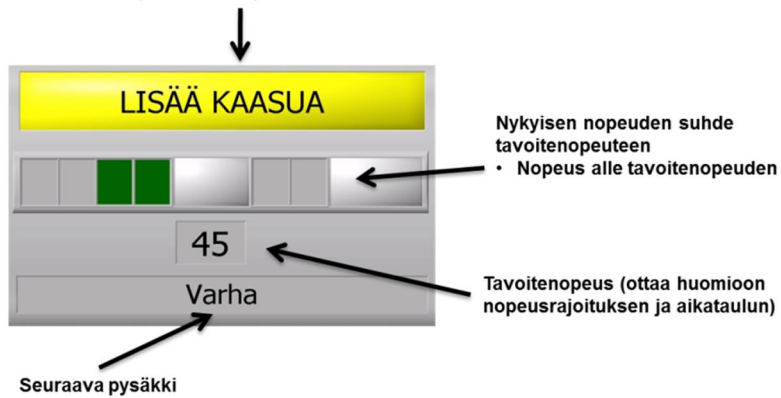 LISÄÄ KAASUA
Nykyisen nopeuden suhde
tavoitenopeuteen
• Nopeus alle tavoitenopeuden
45
Tavoitenopeus (ottaa huomioon
nopeusrajoituksen ja aikataulun)
Varha
Seuraava pysäkki